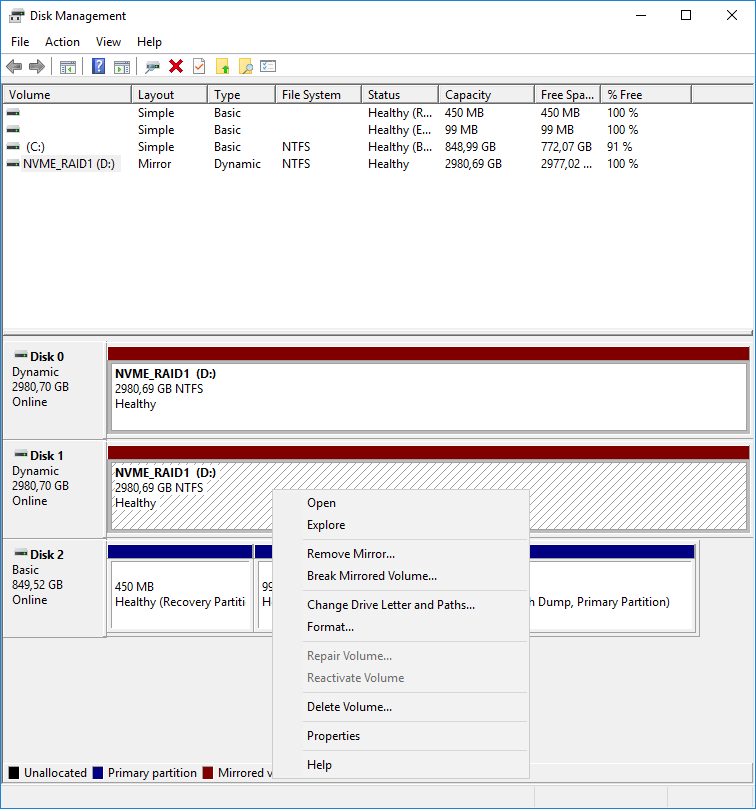 Disk Management
File Action View Help
Volume Layout Type File System Status Capacity Free Spa... % Free
Simple Basic Healthy (R... 450 MB 450 MB 100 %
Simple Basic Healthy (E... 99 MB 99 MB 100 %
(C:) Simple Basic NTFS Healthy (B... 848,99 GB 772,07 GB 91 %
NVME_RAID1 (D:) Mirror Dynamic NTFS Healthy 2980,69 GB 2977,02 ... 100 %
Disk 0
Dynamic
2980,70 GB
Online
NVME_RAID1 (D:)
2980,69 GB NTFS
Healthy
Disk 1
Dynamic
2980,70 GB
Online
NVME_RAID1 (D:)
2980,69 GB NTFS
Healthy
Disk 2
Basic
849,52 GB
Online
450 MB
Healthy (Recovery Partiti
99
H
h Dump, Primary Partition)
Open
Explore
Remove Mirror...
Break Mirrored Volume...
Change Drive Letter and Paths...
Format...
Repair Volume...
Reactivate Volume
Delete Volume...
Properties
Help
Unallocated Primary partition Mirrored v